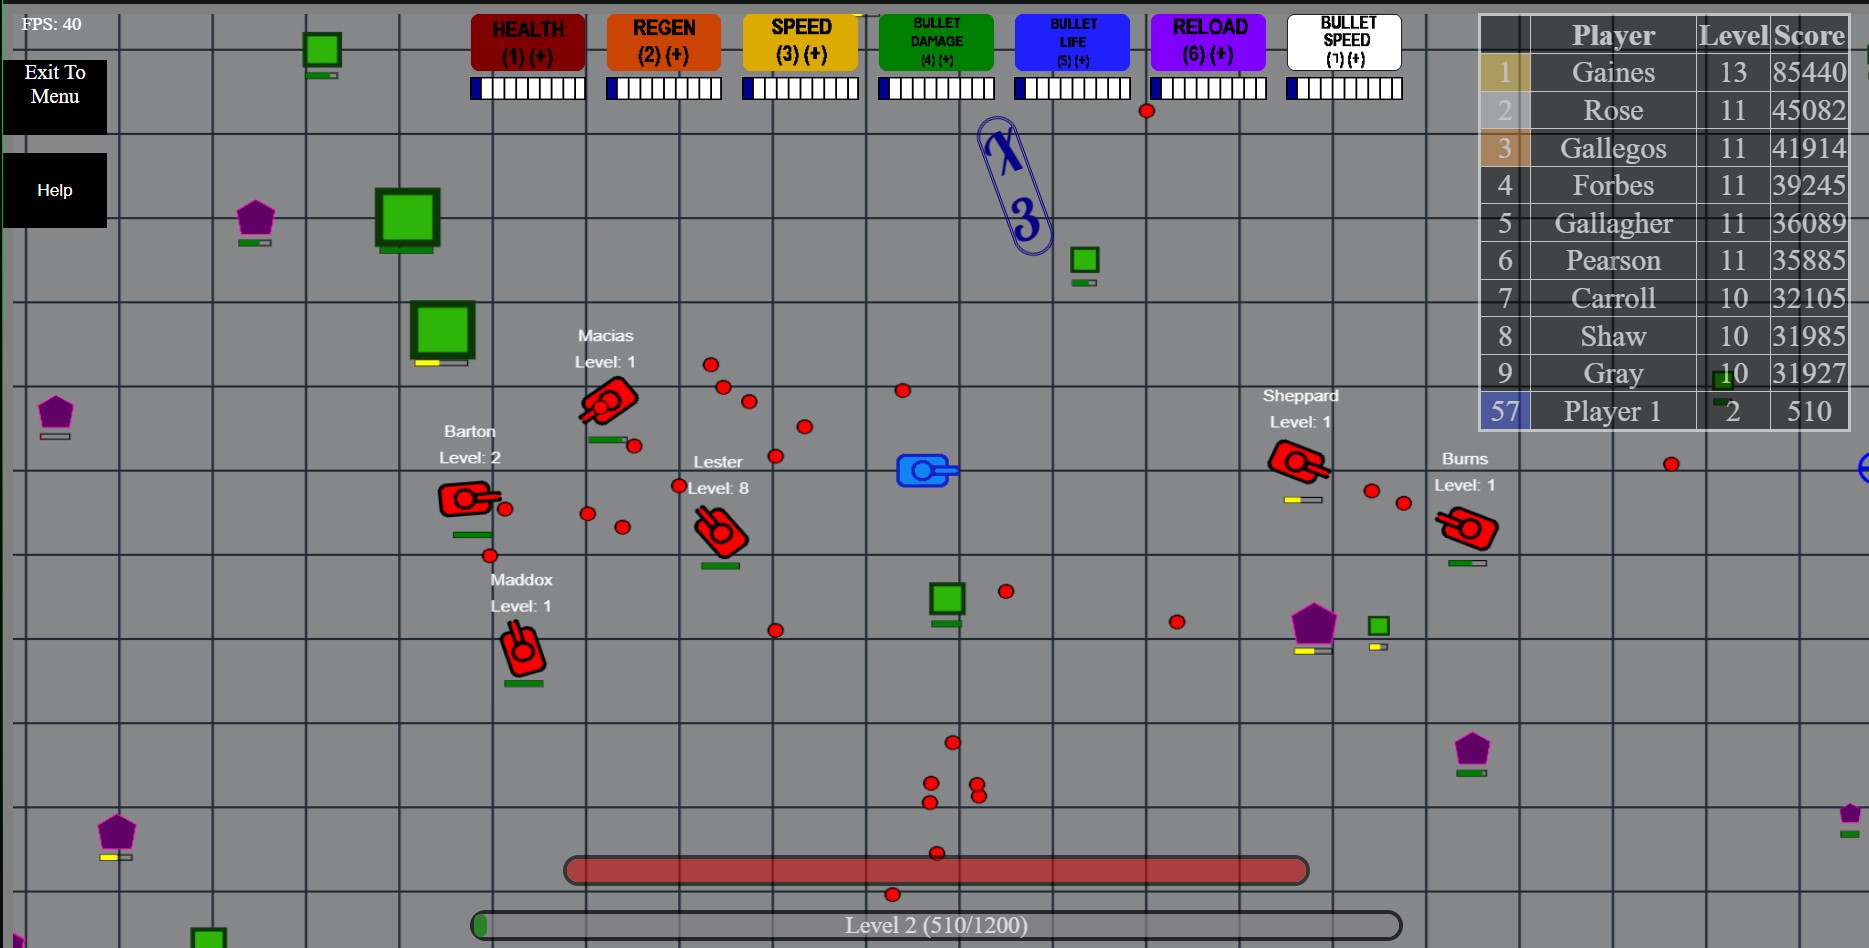 FPS: 40
Exit To
Menu
Help
HEALTH
(1) (+)
REGEN
(2) (+)
SPEED
(3) (+)
BULLET
DAMAGE
(4) (+)
BULLET
LIFE
(5) (+)
RELOAD
(6) (+)
BULLET
SPEED
(7) (+)
X
3
Player Level Score
1 Gaines 13 85440
2 Rose 11 45082
3 Gallegos 11 41914
4 Forbes 11 39245
5 Gallagher 11 36089
6 Pearson 11 35885
7 Carroll 10 32105
8 Shaw 10 31985
9 Gray 10 31927
57 Player 1 2 510
Macias
Level: 1
Barton
Level: 2
Lester
Level: 8
Maddox
Level: 1
Sheppard
Level: 1
Burns
Level: 1
Level 2 (510/1200)